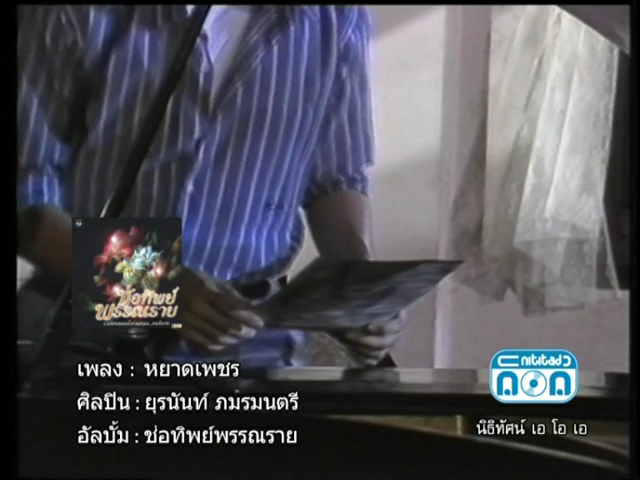 ช่อทิพย์
พรรณราย
เพลง : หยาดเพชร
ศิลปิน : ยุรนันท์ ภมรมนตรี
อัลบั้ม : ช่อทิพย์พรรณราย
nititad
นิธิทัศน์ เอ โอ เอ